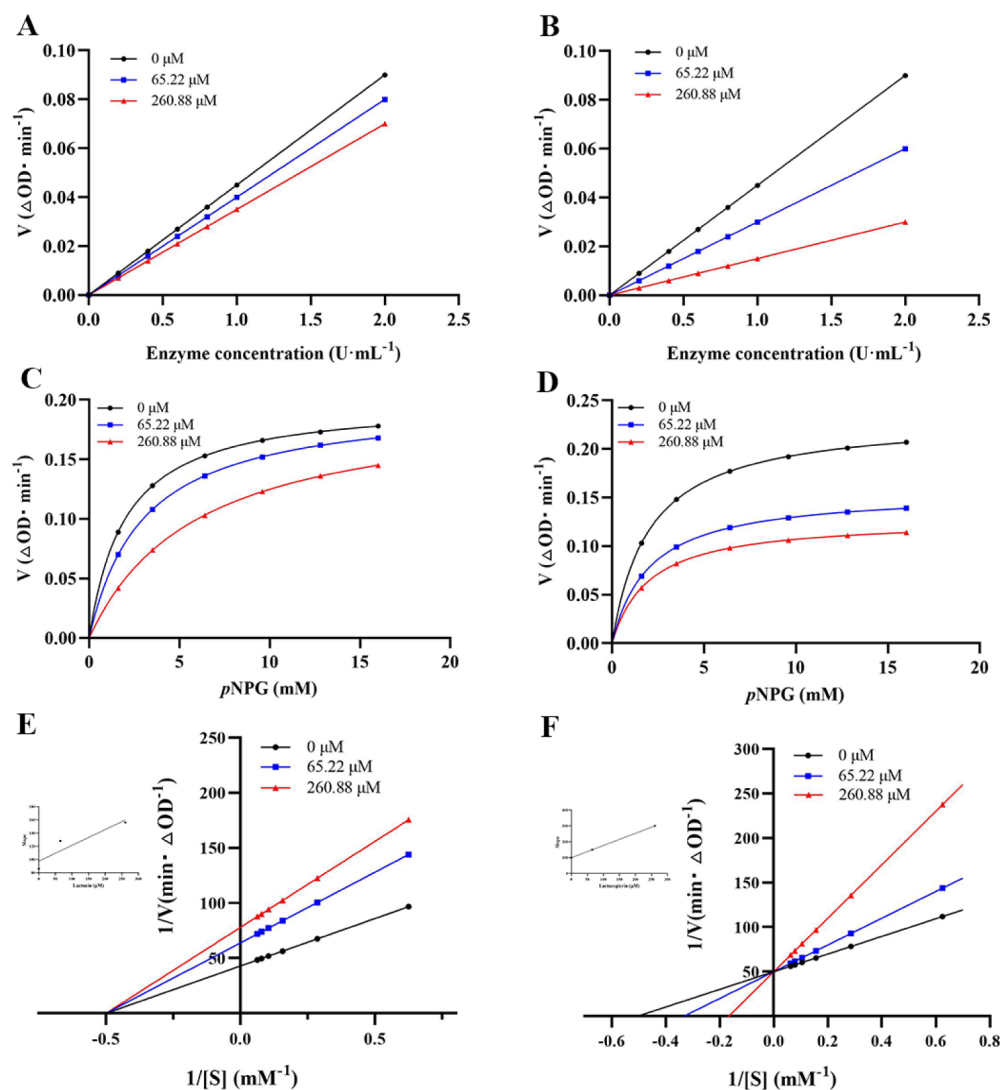 A
0 μM
65.22 μM
260.88 μM
V (△OD· min⁻¹)
0.10
0.08
0.06
0.04
0.02
0.00
0.0 0.5 1.0 1.5 2.0 2.5
Enzyme concentration (U·mL⁻¹)
B
0 μM
65.22 μM
260.88 μM
V (△OD· min⁻¹)
0.10
0.08
0.06
0.04
0.02
0.00
0.0 0.5 1.0 1.5 2.0 2.5
Enzyme concentration (U·mL⁻¹)
C
0 μM
65.22 μM
260.88 μM
V (△OD· min⁻¹)
0.20
0.15
0.10
0.05
0.00
0 5 10 15 20
pNPG (mM)
D
0 μM
65.22 μM
260.88 μM
V (△OD· min⁻¹)
0.25
0.20
0.15
0.10
0.05
0.00
0 5 10 15 20
pNPG (mM)
E
0 μM
65.22 μM
260.88 μM
1/V(min· △OD⁻¹)
250
200
150
100
50
-0.5 0.0 0.5
1/[S] (mM⁻¹)
Slope
Lactucin (μM)
F
0 μM
65.22 μM
260.88 μM
1/V(min· △OD⁻¹)
300
250
200
150
100
50
-0.6 -0.4 -0.2 0.0 0.2 0.4 0.6 0.8
1/[S] (mM⁻¹)
Slope
Lactucopicrin (μM)